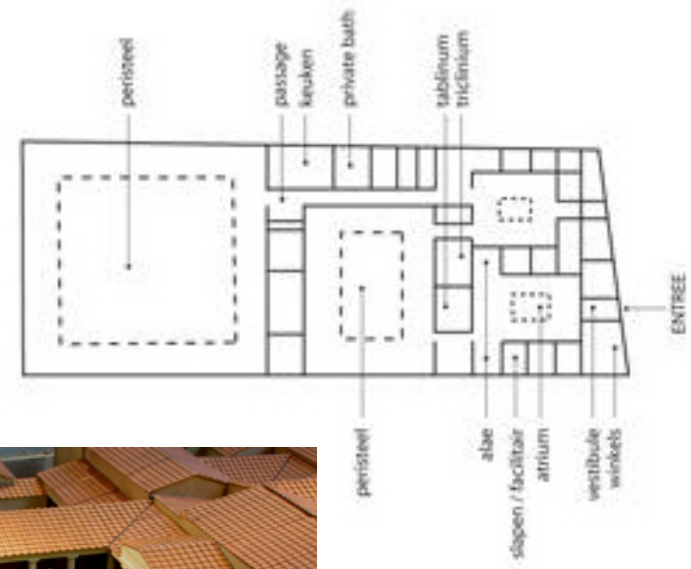 peristeel
passage
keuken
private bath
tablinum
triclinium
ENTREE
peristeel
alae
slapen / facilitair
atrium
vestibule
winkels